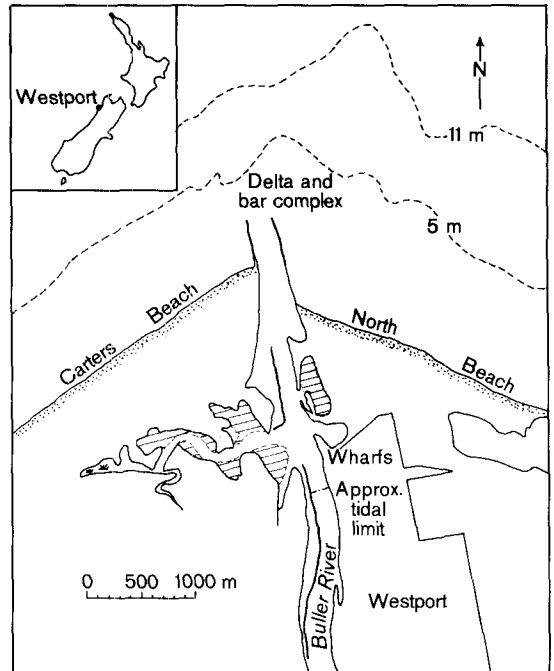 Westport
N
11 m
Delta and
bar complex
5 m
Carters Beach
North Beach
Wharfs
Approx.
tidal
limit
0 500 1000 m
Buller River
Westport